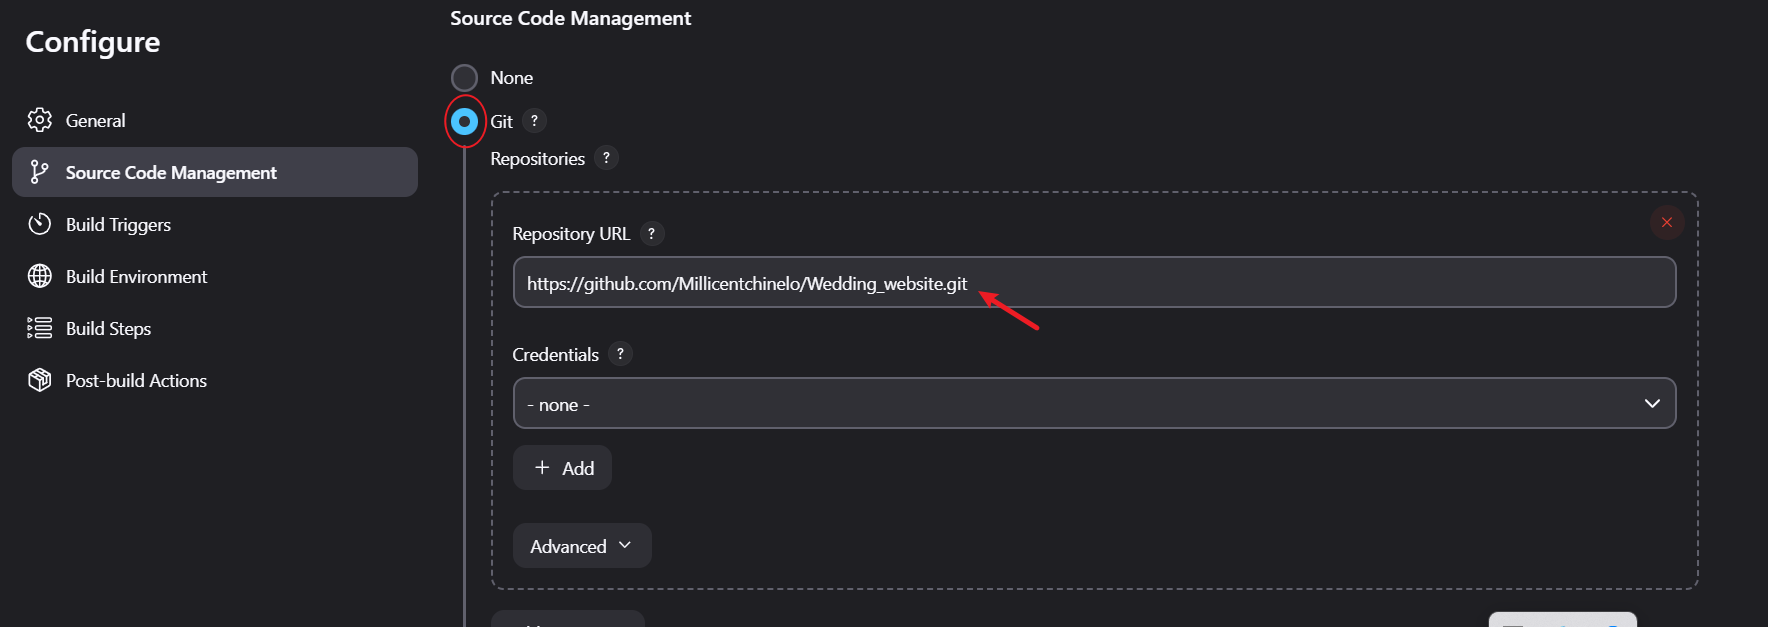 Configure
General
Source Code Management
Build Triggers
Build Environment
Build Steps
Post-build Actions
Source Code Management
None
Git ?
Repositories ?
Repository URL ?
https://github.com/Millicentchinelo/Wedding_website.git
Credentials ?
- none -
+ Add
Advanced